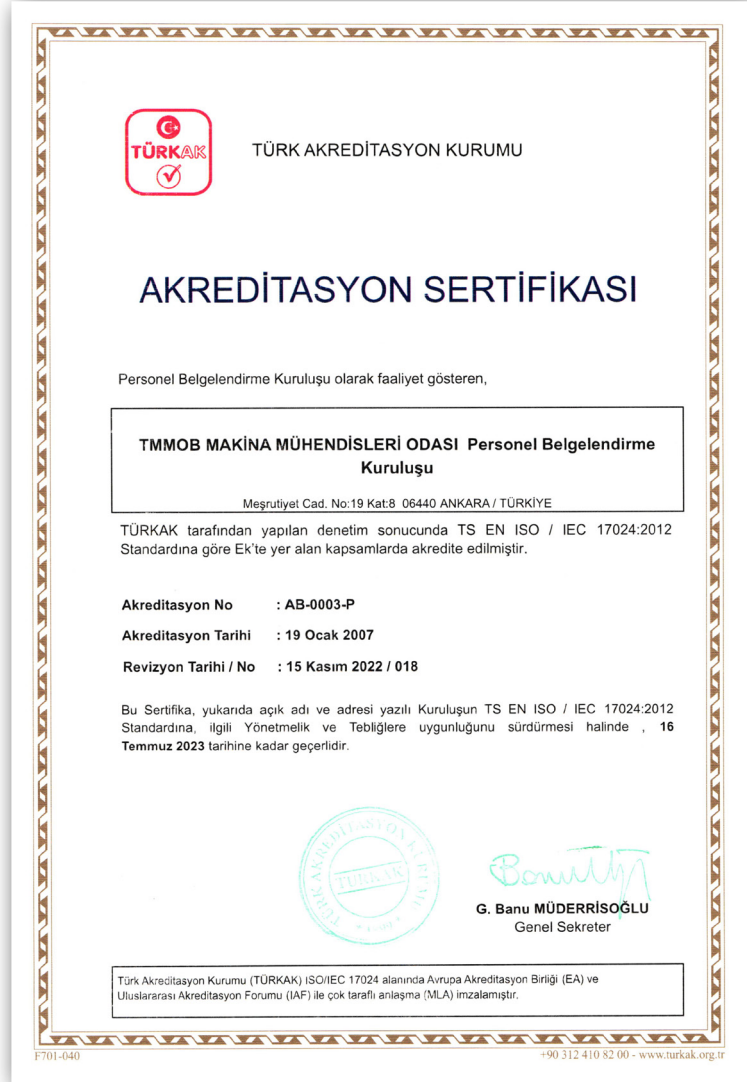 TÜRKAK
TÜRK AKREDİTASYON KURUMU
AKREDİTASYON SERTİFİKASI
Personel Belgelendirme Kuruluşu olarak faaliyet gösteren,
TMMOB MAKİNA MÜHENDİSLERİ ODASI Personel Belgelendirme
Kuruluşu
Meşrutiyet Cad. No:19 Kat:8 06440 ANKARA / TÜRKİYE
TÜRKAK tarafından yapılan denetim sonucunda TS EN ISO / IEC 17024:2012
Standardına göre Ek'te yer alan kapsamlarda akredite edilmiştir.
Akreditasyon No : AB-0003-P
Akreditasyon Tarihi : 19 Ocak 2007
Revizyon Tarihi / No : 15 Kasım 2022 / 018
Bu Sertifika, yukarıda açık adı ve adresi yazılı Kuruluşun TS EN ISO / IEC 17024:2012
Standardına, ilgili Yönetmelik ve Tebliğlere uygunluğunu sürdürmesi halinde , 16
Temmuz 2023 tarihine kadar geçerlidir.
TÜRK AKREDİTASYON KURUMU
TÜRKAK
G. Banu MÜDERRİSOĞLU
Genel Sekreter
Türk Akreditasyon Kurumu (TÜRKAK) ISO/IEC 17024 alanında Avrupa Akreditasyon Birliği (EA) ve
Uluslararası Akreditasyon Forumu (IAF) ile çok taraflı anlaşma (MLA) imzalamıştır.
F701-040
+90 312 410 82 00 - www.turkak.org.tr